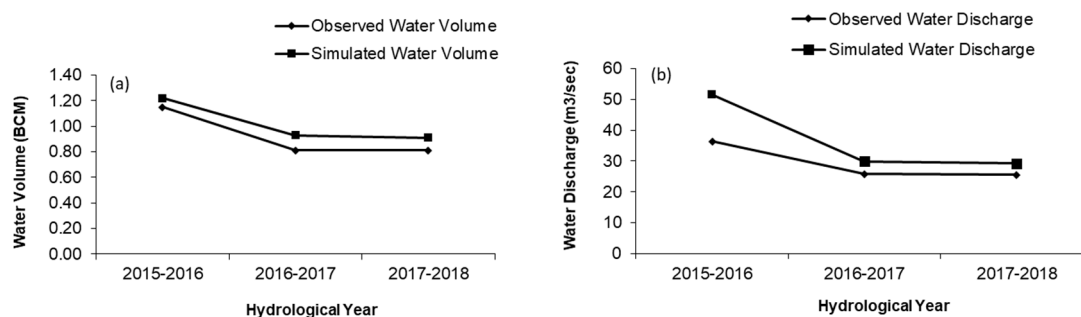 Observed Water Volume
Simulated Water Volume
(a)
Water Volume (BCM)
1.40
1.20
1.00
0.80
0.60
0.40
0.20
0.00
2015-2016 2016-2017 2017-2018
Hydrological Year
Observed Water Discharge
Simulated Water Discharge
(b)
Water Discharge (m3/sec)
60
50
40
30
20
10
0
2015-2016 2016-2017 2017-2018
Hydrological Year